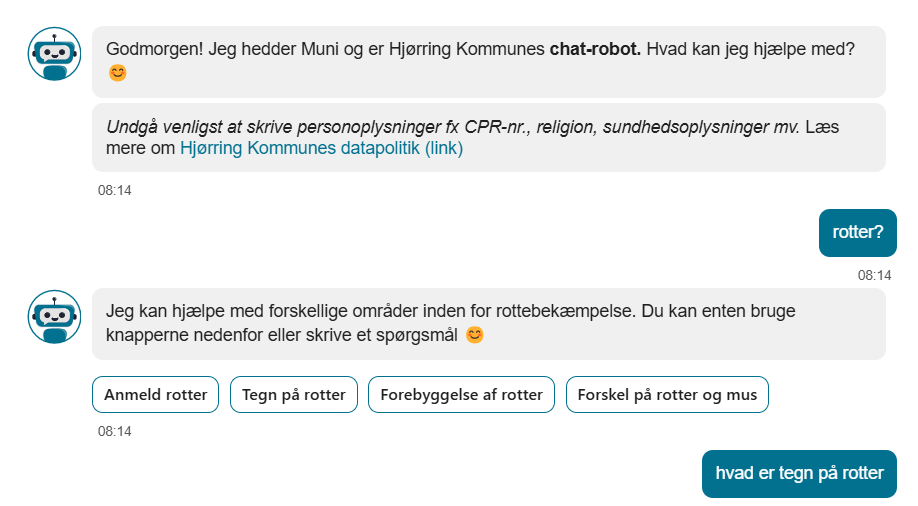 Godmorgen! Jeg hedder Muni og er Hjørring Kommunes chat-robot. Hvad kan jeg hjælpe med?
😊
Undgå venligst at skrive personoplysninger fx CPR-nr., religion, sundhedsoplysninger mv. Læs
mere om Hjørring Kommunes datapolitik (link)
08:14
rotter?
08:14
Jeg kan hjælpe med forskellige områder inden for rottebekæmpelse. Du kan enten bruge
knapperne nedenfor eller skrive et spørgsmål 😊
Anmeld rotter
Tegn på rotter
Forebyggelse af rotter
Forskel på rotter og mus
08:14
hvad er tegn på rotter